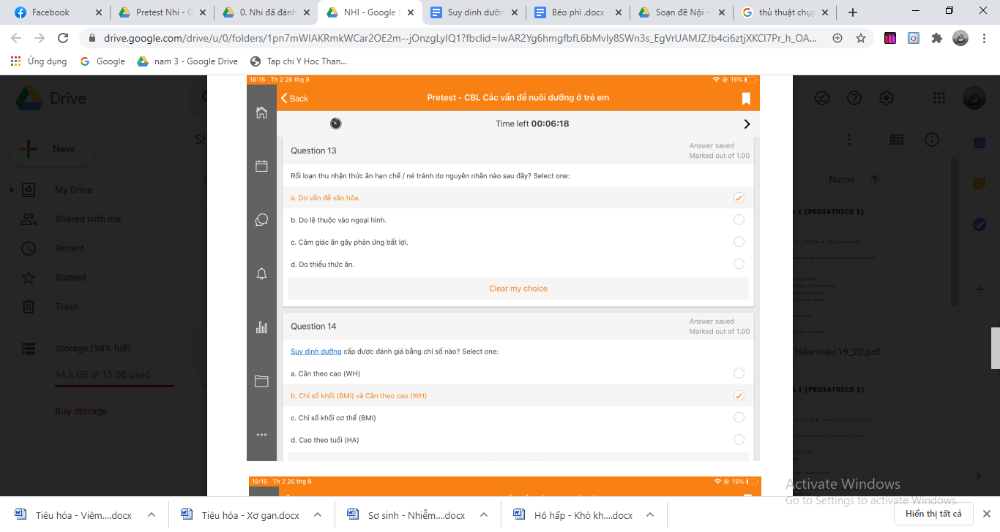 Facebook
Pretest Nhi - G
0. Nhi đã đánh
NHI - Google
Suy dinh dưỡn
Béo phì .docx -
Soạn đề Nội -
thủ thuật chụp
drive.google.com/drive/u/0/folders/1pn7mWIAKRmkWCar2OE2m--jOnzgLyIQ1?fbclid=IwAR2Yg6hmgfbfL6bMvIy8SWn3s_EgVrUAMJZJb4ci6ztjXKCl7Pr_h_OA...
Ứng dụng
Google
nam 3 - Google Drive
Tap chi Y Hoc Than...
Drive
New
My Drive
Shared with me
Recent
Starred
Trash
Storage (98% full)
14.8 GB of 15 GB used
Buy storage
Sh
18:16 Th 2 26 thg 8
15%
Back
Pretest - CBL Các vấn đề nuôi dưỡng ở trẻ em
Time left 00:06:18
Question 13
Answer saved
Marked out of 1.00
Rối loạn thu nhận thức ăn hạn chế / né tránh do nguyên nhân nào sau đây? Select one:
a. Do vấn đề văn hóa.
b. Do lệ thuộc vào ngoại hình.
c. Cảm giác ăn gây phản ứng bất lợi.
d. Do thiếu thức ăn.
Clear my choice
Question 14
Answer saved
Marked out of 1.00
Suy dinh dưỡng cấp được đánh giá bằng chỉ số nào? Select one:
a. Cân theo cao (WH)
b. Chỉ số khối (BMI) và Cân theo cao (WH)
c. Chỉ số khối cơ thể (BMI)
d. Cao theo tuổi (HA)
18:16 Th 2 26 thg 8
15%
Name
1 (PEDIATRICS 1)
hiếu-máu 19_20.pdf
1 (PEDIATRICS 1)
Activate Windows
Go to Settings to activate Windows.
Tiêu hóa - Viêm....docx
Tiêu hóa - Xơ gan.docx
Sơ sinh - Nhiễm....docx
Hô hấp - Khò kh....docx
Hiển thị tất cả